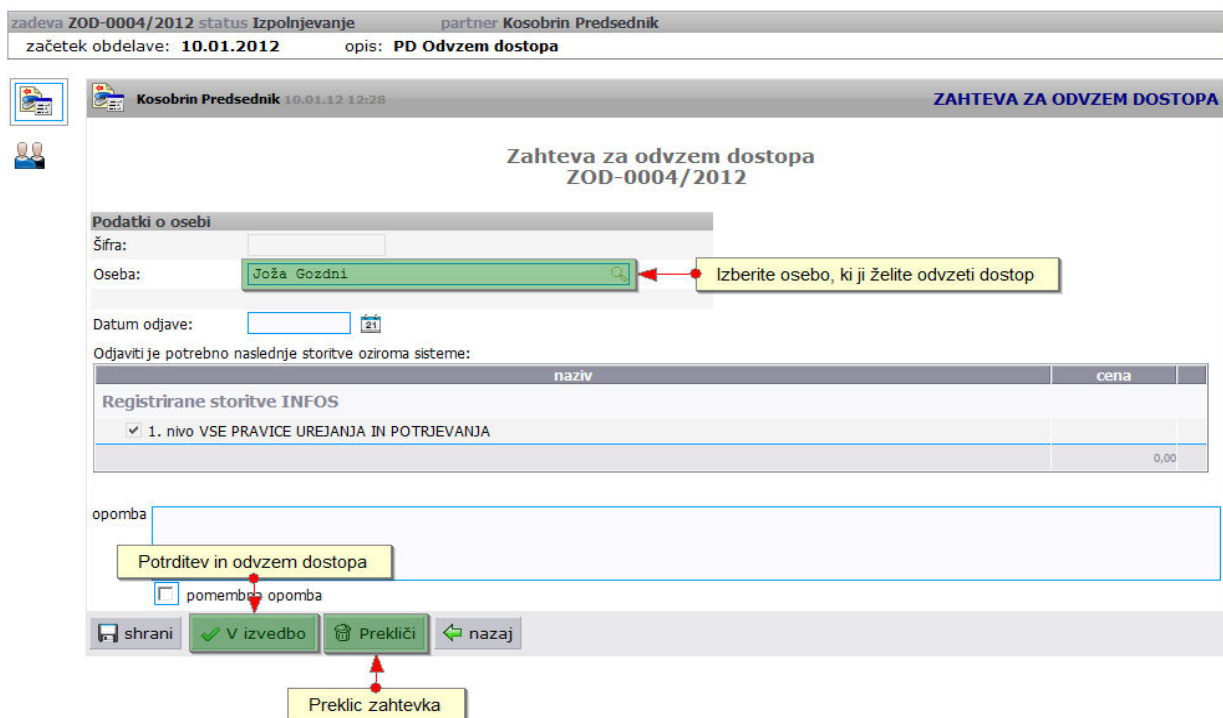 zadeva ZOD-0004/2012 status Izpolnjevanje partner Kosobrin Predsednik
začetek obdelave: 10.01.2012 opis: PD Odvzem dostopa
Kosobrin Predsednik 10.01.12 12:28 ZAHTEVA ZA ODVZEM DOSTOPA
Zahteva za odvzem dostopa
ZOD-0004/2012
Podatki o osebi
Šifra:
Oseba: Joža Gozdni Izberite osebo, ki ji želite odvzeti dostop
Datum odjave: 21
Odjaviti je potrebno naslednje storitve oziroma sisteme:
naziv cena
Registrirane storitve INFOS
1. nivo VSE PRAVICE UREJANJA IN POTRJEVANJA
0,00
opomba
Potrditev in odvzem dostopa
pomembna opomba
shrani V izvedbo Prekliči nazaj
Preklic zahtevka